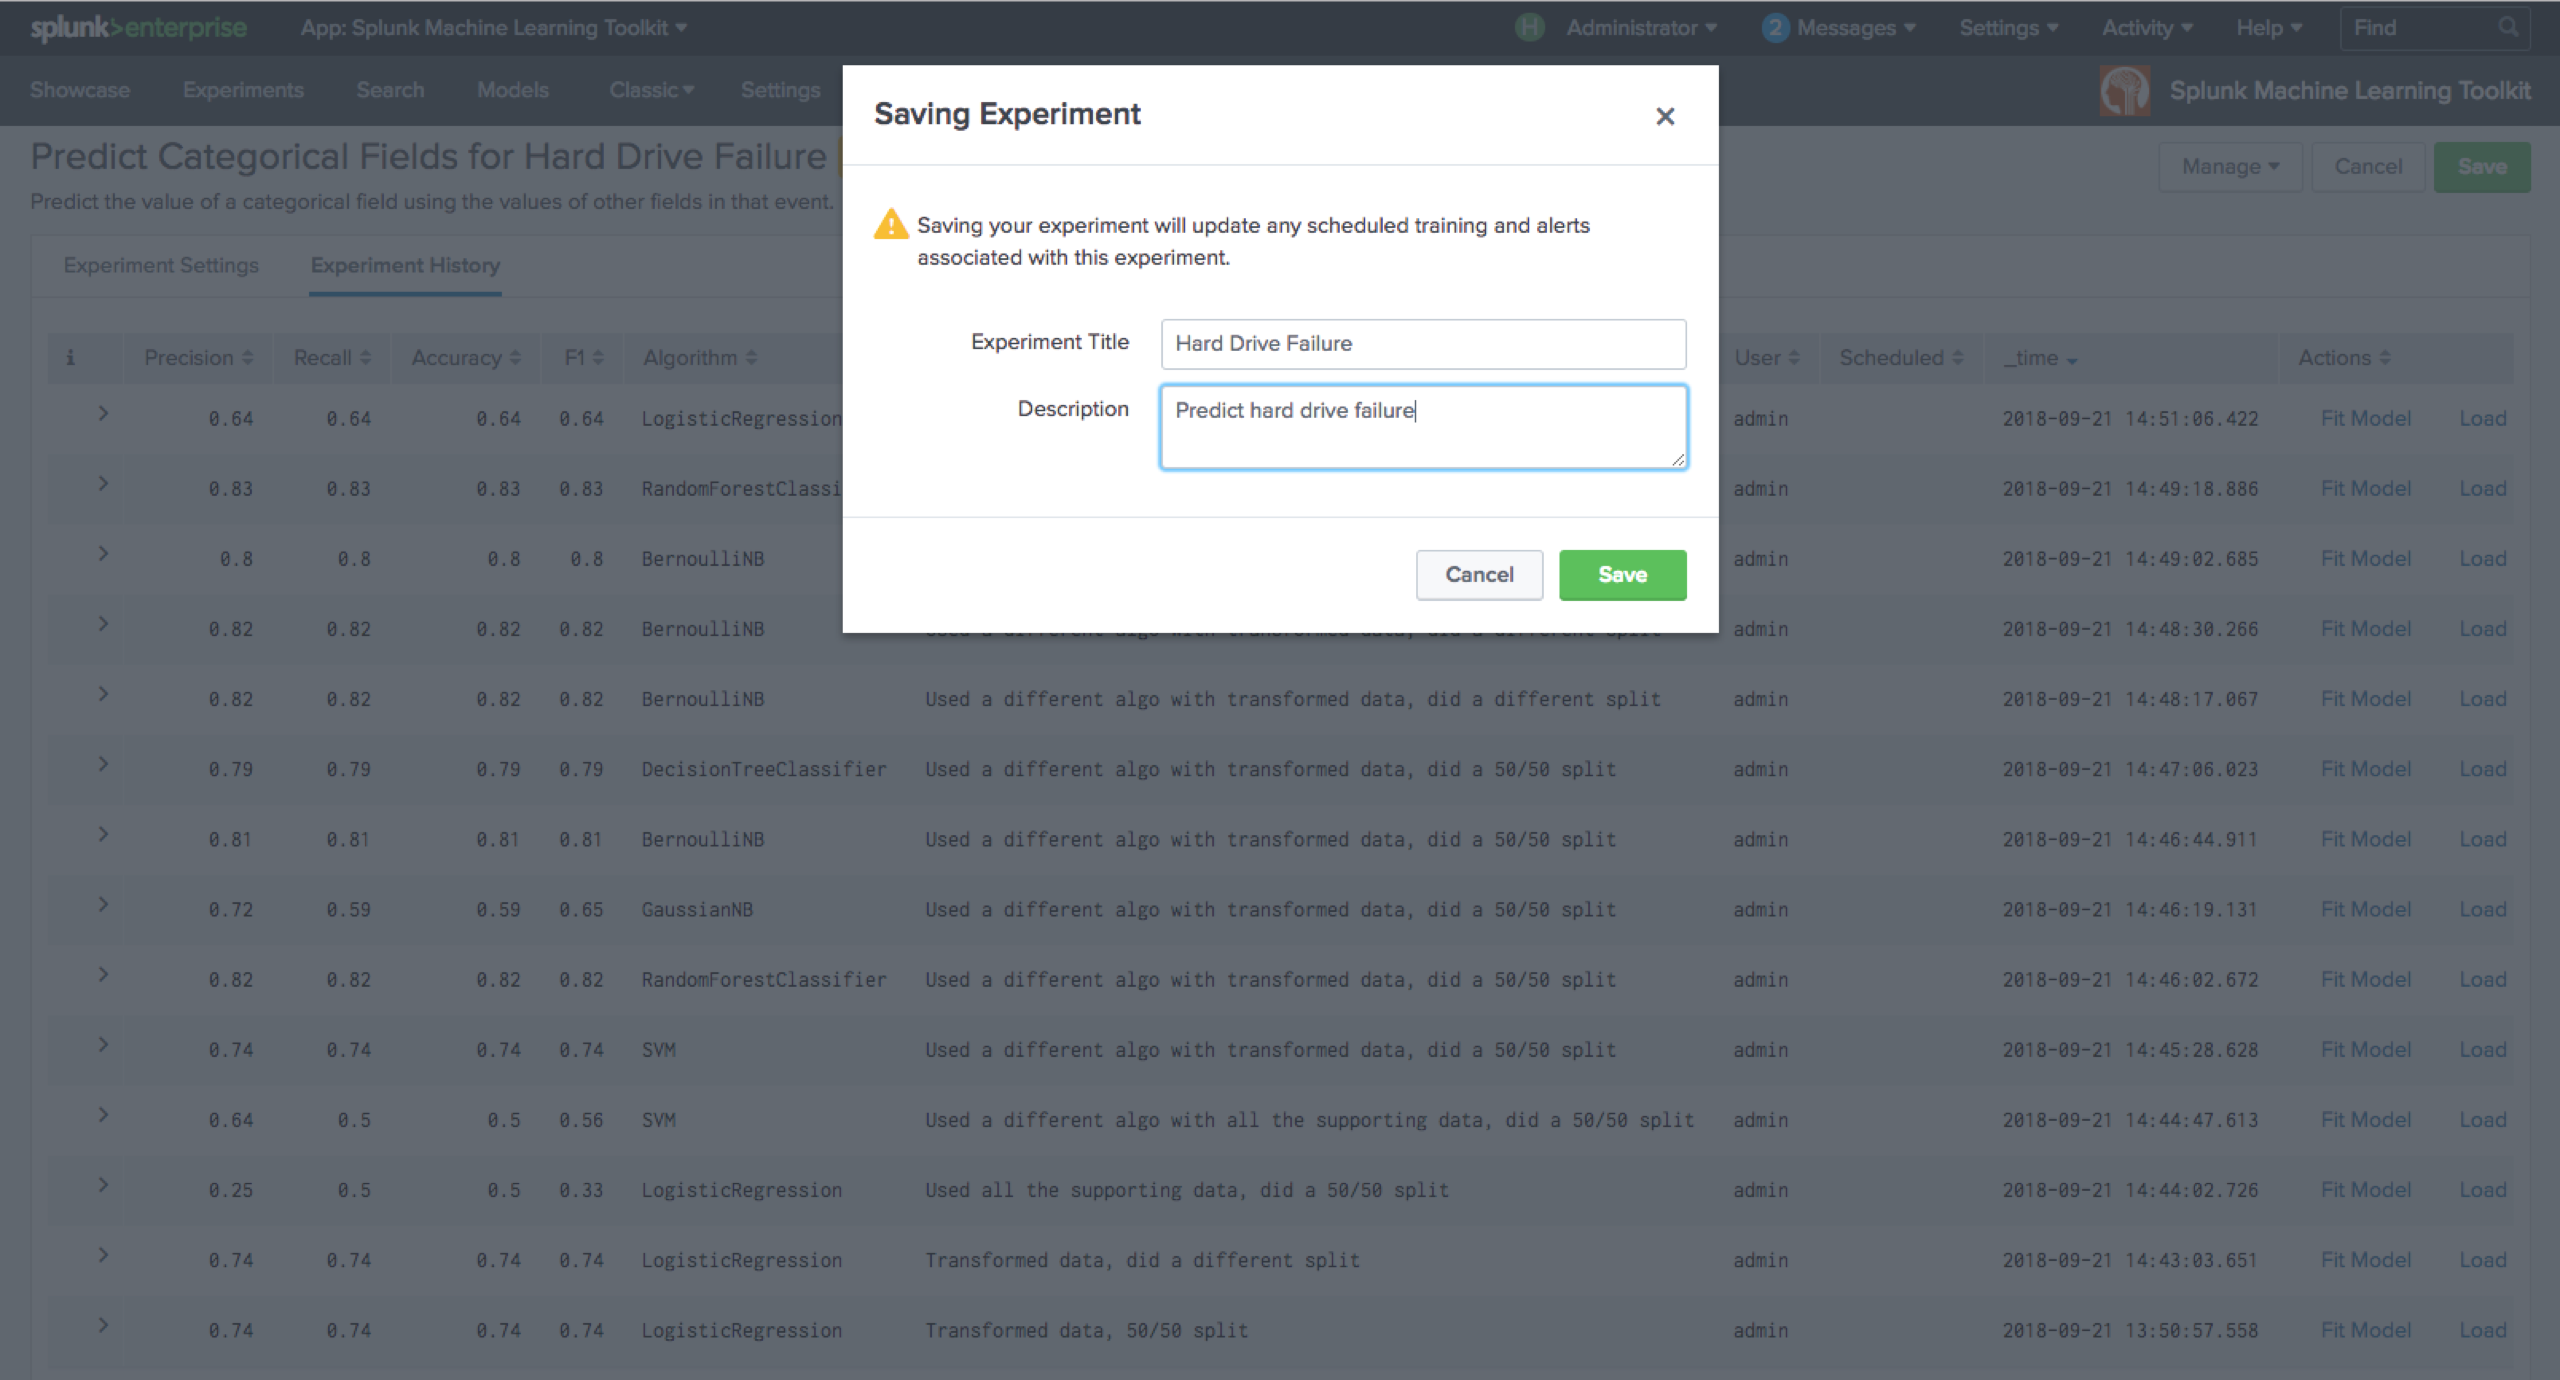 splunk>enterprise App: Splunk Machine Learning Toolkit H Administrator 2 Messages Settings Activity Help Find
Showcase Experiments Search Models Classic Settings Splunk Machine Learning Toolkit
Predict Categorical Fields for Hard Drive Failure Manage Cancel Save
Predict the value of a categorical field using the values of other fields in that event.
Experiment Settings Experiment History
Saving Experiment
Saving your experiment will update any scheduled training and alerts
associated with this experiment.
Experiment Title Hard Drive Failure
Description Predict hard drive failure
Cancel Save
i Precision Recall Accuracy F1 Algorithm User Scheduled _time Actions
0.64 0.64 0.64 0.64 LogisticRegression admin 2018-09-21 14:51:06.422 Fit Model Load
0.83 0.83 0.83 0.83 RandomForestClassi admin 2018-09-21 14:49:18.886 Fit Model Load
0.8 0.8 0.8 0.8 BernoulliNB admin 2018-09-21 14:49:02.685 Fit Model Load
0.82 0.82 0.82 0.82 BernoulliNB Used a different algo with transformed data, did a different split admin 2018-09-21 14:48:30.266 Fit Model Load
0.82 0.82 0.82 0.82 BernoulliNB Used a different algo with transformed data, did a different split admin 2018-09-21 14:48:17.067 Fit Model Load
0.79 0.79 0.79 0.79 DecisionTreeClassifier Used a different algo with transformed data, did a 50/50 split admin 2018-09-21 14:47:06.023 Fit Model Load
0.81 0.81 0.81 0.81 BernoulliNB Used a different algo with transformed data, did a 50/50 split admin 2018-09-21 14:46:44.911 Fit Model Load
0.72 0.59 0.59 0.65 GaussianNB Used a different algo with transformed data, did a 50/50 split admin 2018-09-21 14:46:19.131 Fit Model Load
0.82 0.82 0.82 0.82 RandomForestClassifier Used a different algo with transformed data, did a 50/50 split admin 2018-09-21 14:46:02.672 Fit Model Load
0.74 0.74 0.74 0.74 SVM Used a different algo with transformed data, did a 50/50 split admin 2018-09-21 14:45:28.628 Fit Model Load
0.64 0.5 0.5 0.56 SVM Used a different algo with all the supporting data, did a 50/50 split admin 2018-09-21 14:44:47.613 Fit Model Load
0.25 0.5 0.5 0.33 LogisticRegression Used all the supporting data, did a 50/50 split admin 2018-09-21 14:44:02.726 Fit Model Load
0.74 0.74 0.74 0.74 LogisticRegression Transformed data, did a different split admin 2018-09-21 14:43:03.651 Fit Model Load
0.74 0.74 0.74 0.74 LogisticRegression Transformed data, 50/50 split admin 2018-09-21 13:50:57.558 Fit Model Load